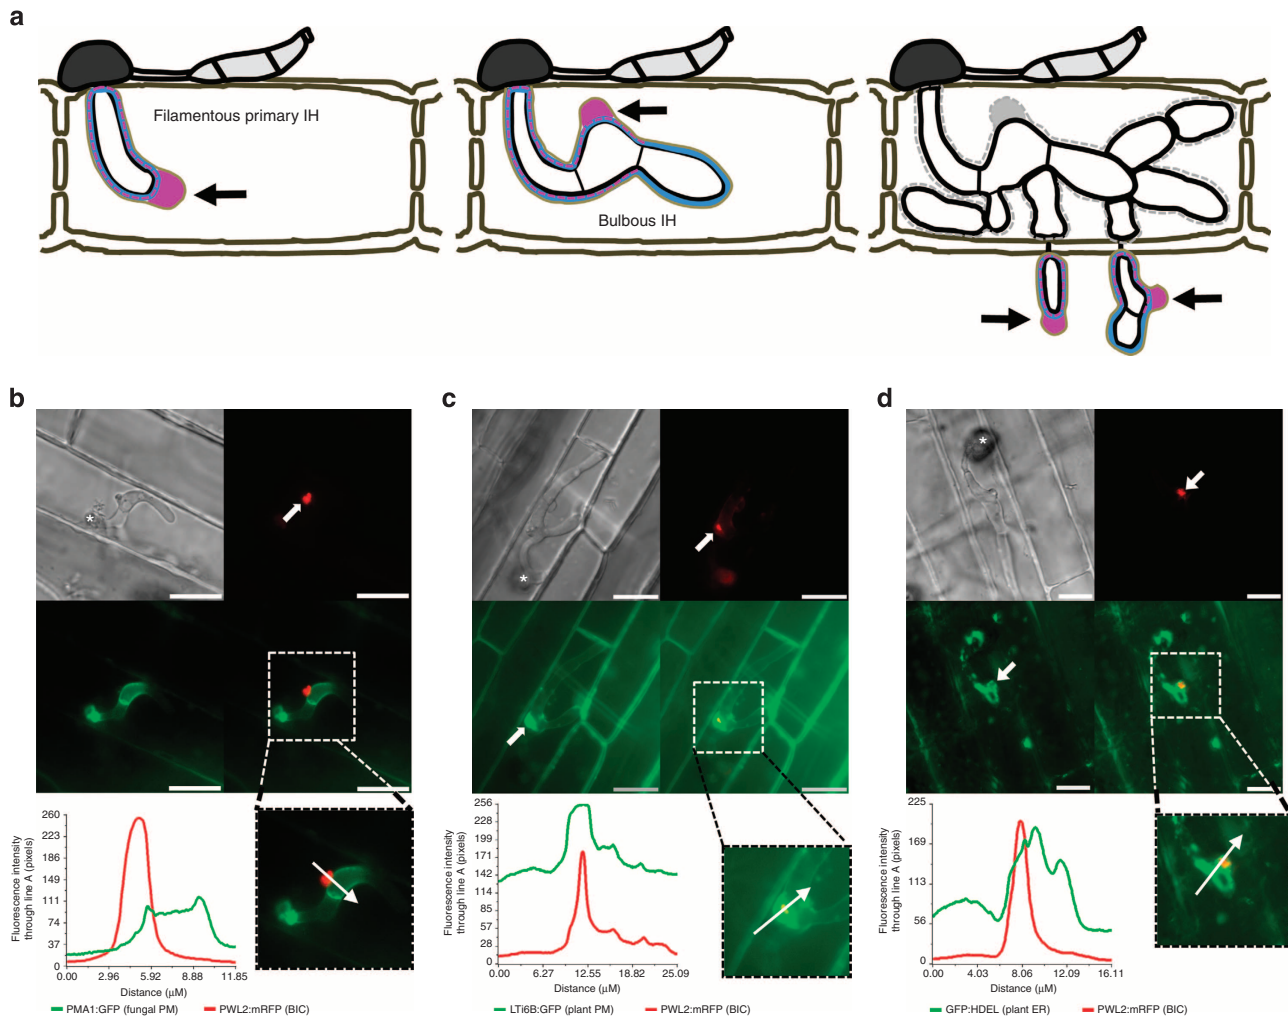 a
Filamentous primary IH
Bulbous IH
b
*
Fluorescence intensity
through line A (pixels)
260
223
186
149
111
74
37
0
0.00 2.96 5.92 8.88 11.85
Distance (μM)
PMA1:GFP (fungal PM) PWL2:mRFP (BIC)
c
*
Fluorescence intensity
through line A (pixels)
256
228
199
171
142
114
85
57
28
0
0.00 6.27 12.55 18.82 25.09
Distance (μM)
LTi6B:GFP (plant PM) PWL2:mRFP (BIC)
d
*
Fluorescence intensity
through line A (pixels)
225
169
113
56
0
0.00 4.03 8.06 12.09 16.11
Distance (μM)
GFP:HDEL (plant ER) PWL2:mRFP (BIC)